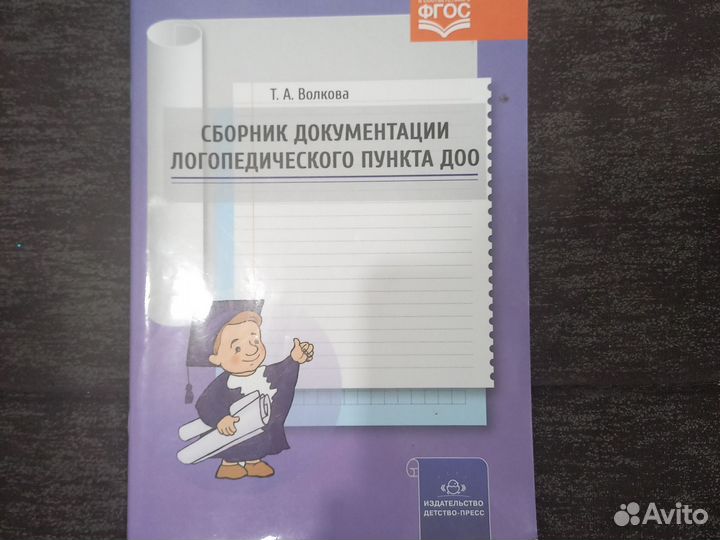 ФГОС
Т. А. Волкова
СБОРНИК ДОКУМЕНТАЦИИ
ЛОГОПЕДИЧЕСКОГО ПУНКТА ДОО
ИЗДАТЕЛЬСТВО
ДЕТСТВО-ПРЕСС
Avito